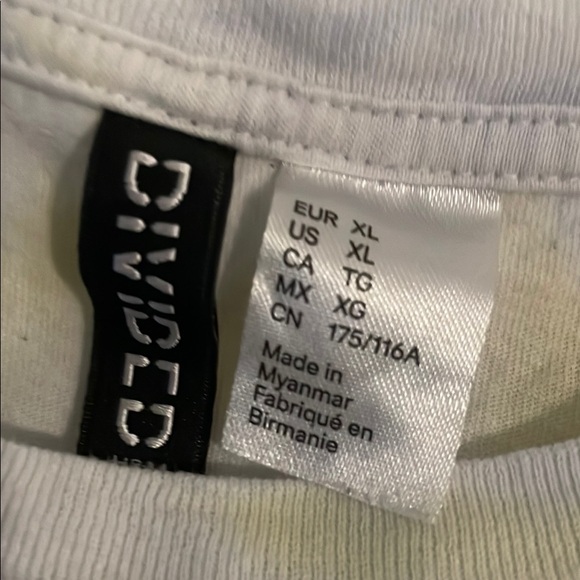 DIVIDED
H&M
EUR XL
US XL
CA TG
MX XG
CN 175/116A
Made in
Myanmar
Fabriqué en
Birmanie